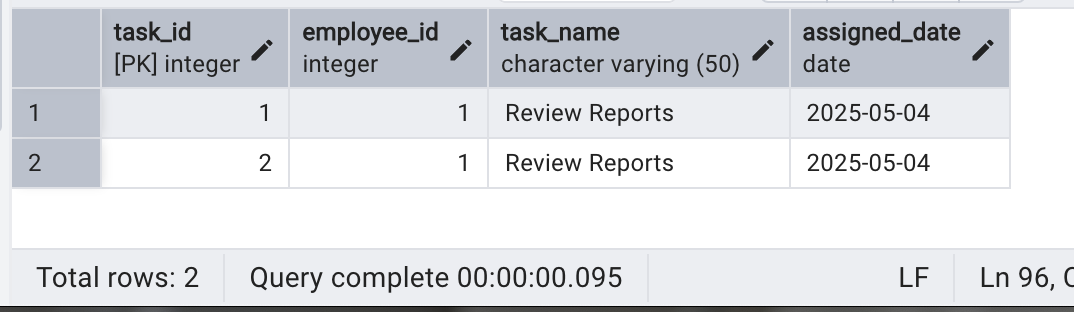 task_id employee_id task_name assigned_date
[PK] integer integer character varying (50) date
1 1 1 Review Reports 2025-05-04
2 2 1 Review Reports 2025-05-04
Total rows: 2 Query complete 00:00:00.095 LF Ln 96,